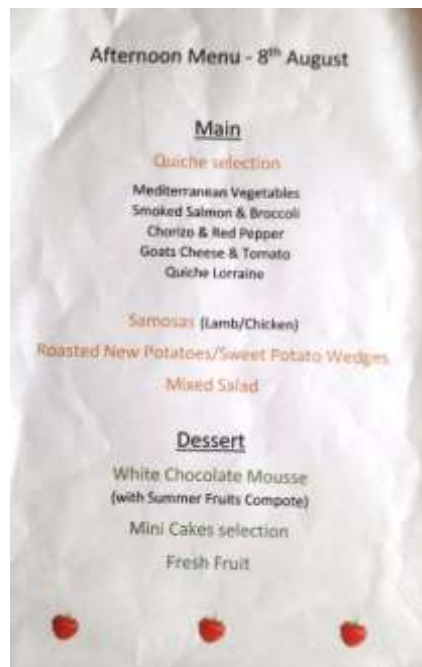 Afternoon Menu - 8th August
Main
Quiche selection
Mediterranean Vegetables
Smoked Salmon & Broccoli
Chorizo & Red Pepper
Goats Cheese & Tomato
Quiche Lorraine
Samosas (Lamb/Chicken)
Roasted New Potatoes/Sweet Potato Wedges
Mixed Salad
Dessert
White Chocolate Mousse
(with Summer Fruits Compote)
Mini Cakes selection
Fresh Fruit